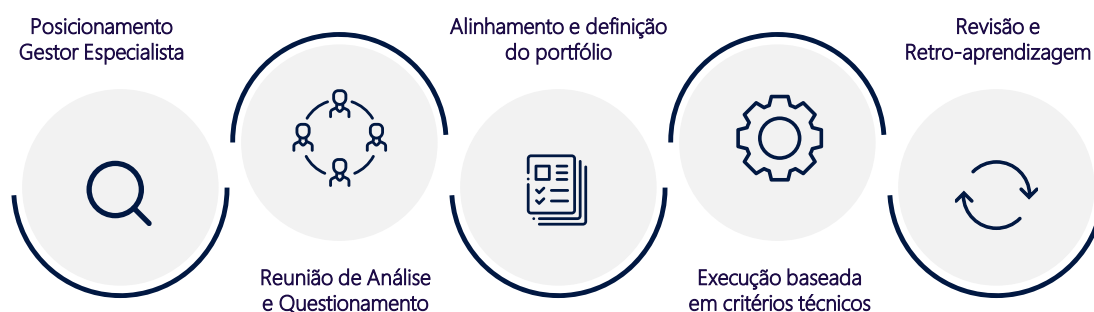 Posicionamento
Gestor Especialista
Reunião de Análise
e Questionamento
Alinhamento e definição
do portfólio
Execução baseada
em critérios técnicos
Revisão e
Retro-aprendizagem